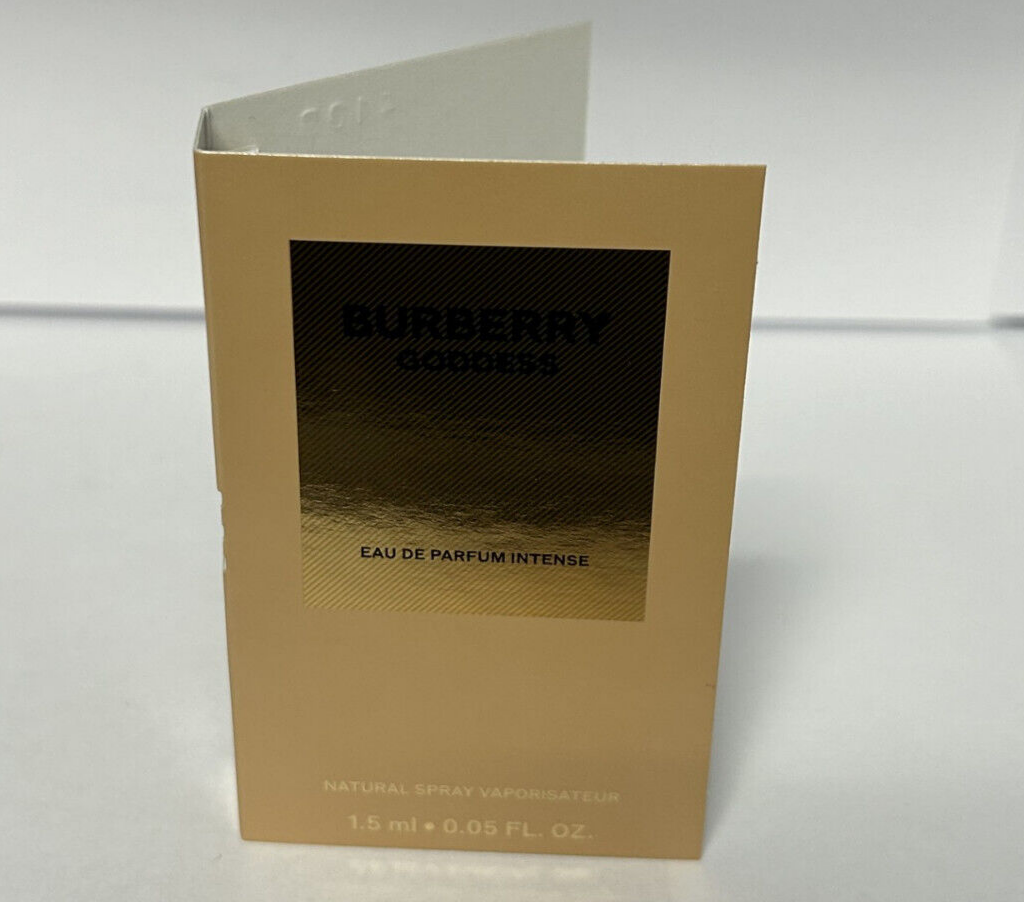 BURBERRY
GODDESS
EAU DE PARFUM INTENSE
NATURAL SPRAY VAPORISATEUR
1.5 ml • 0.05 FL. OZ.